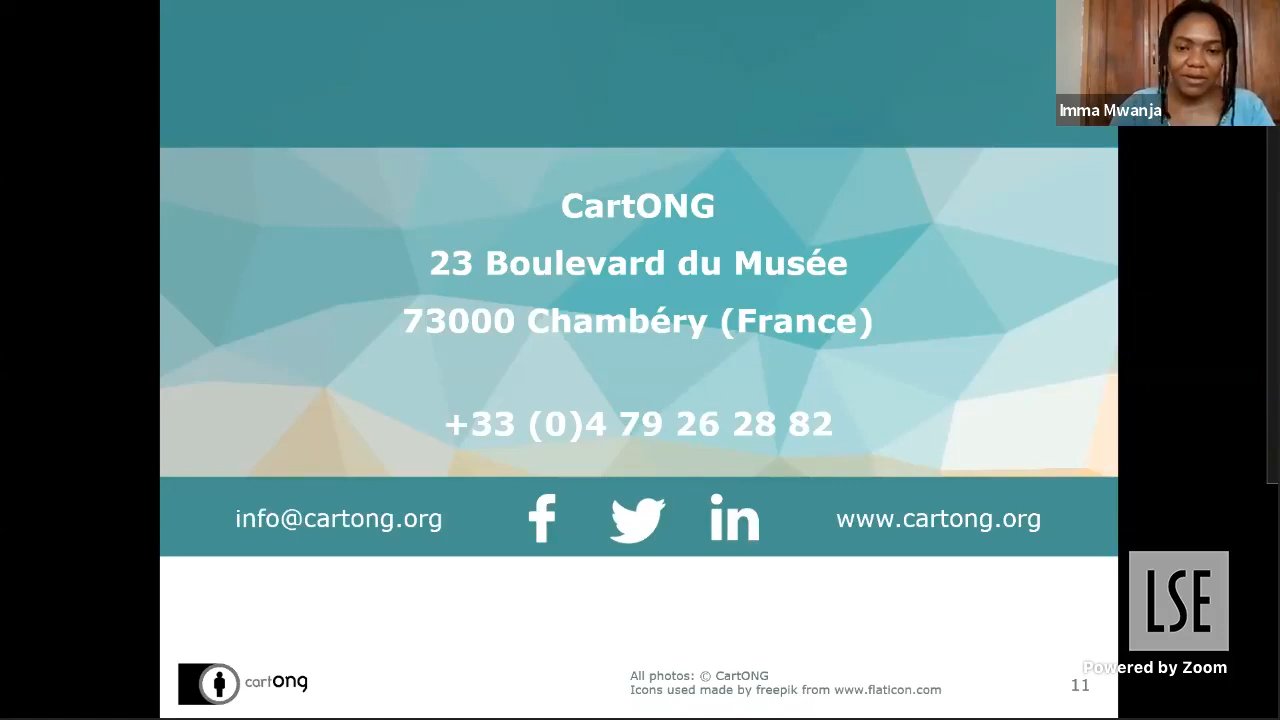 Imma Mwanja
CartONG
23 Boulevard du Musée
73000 Chambéry (France)
+33 (0)4 79 26 28 82
info@cartong.org
www.cartong.org
LSE
Powered by Zoom
cartong
All photos: © CartONG
Icons used made by freepik from www.flaticon.com
11